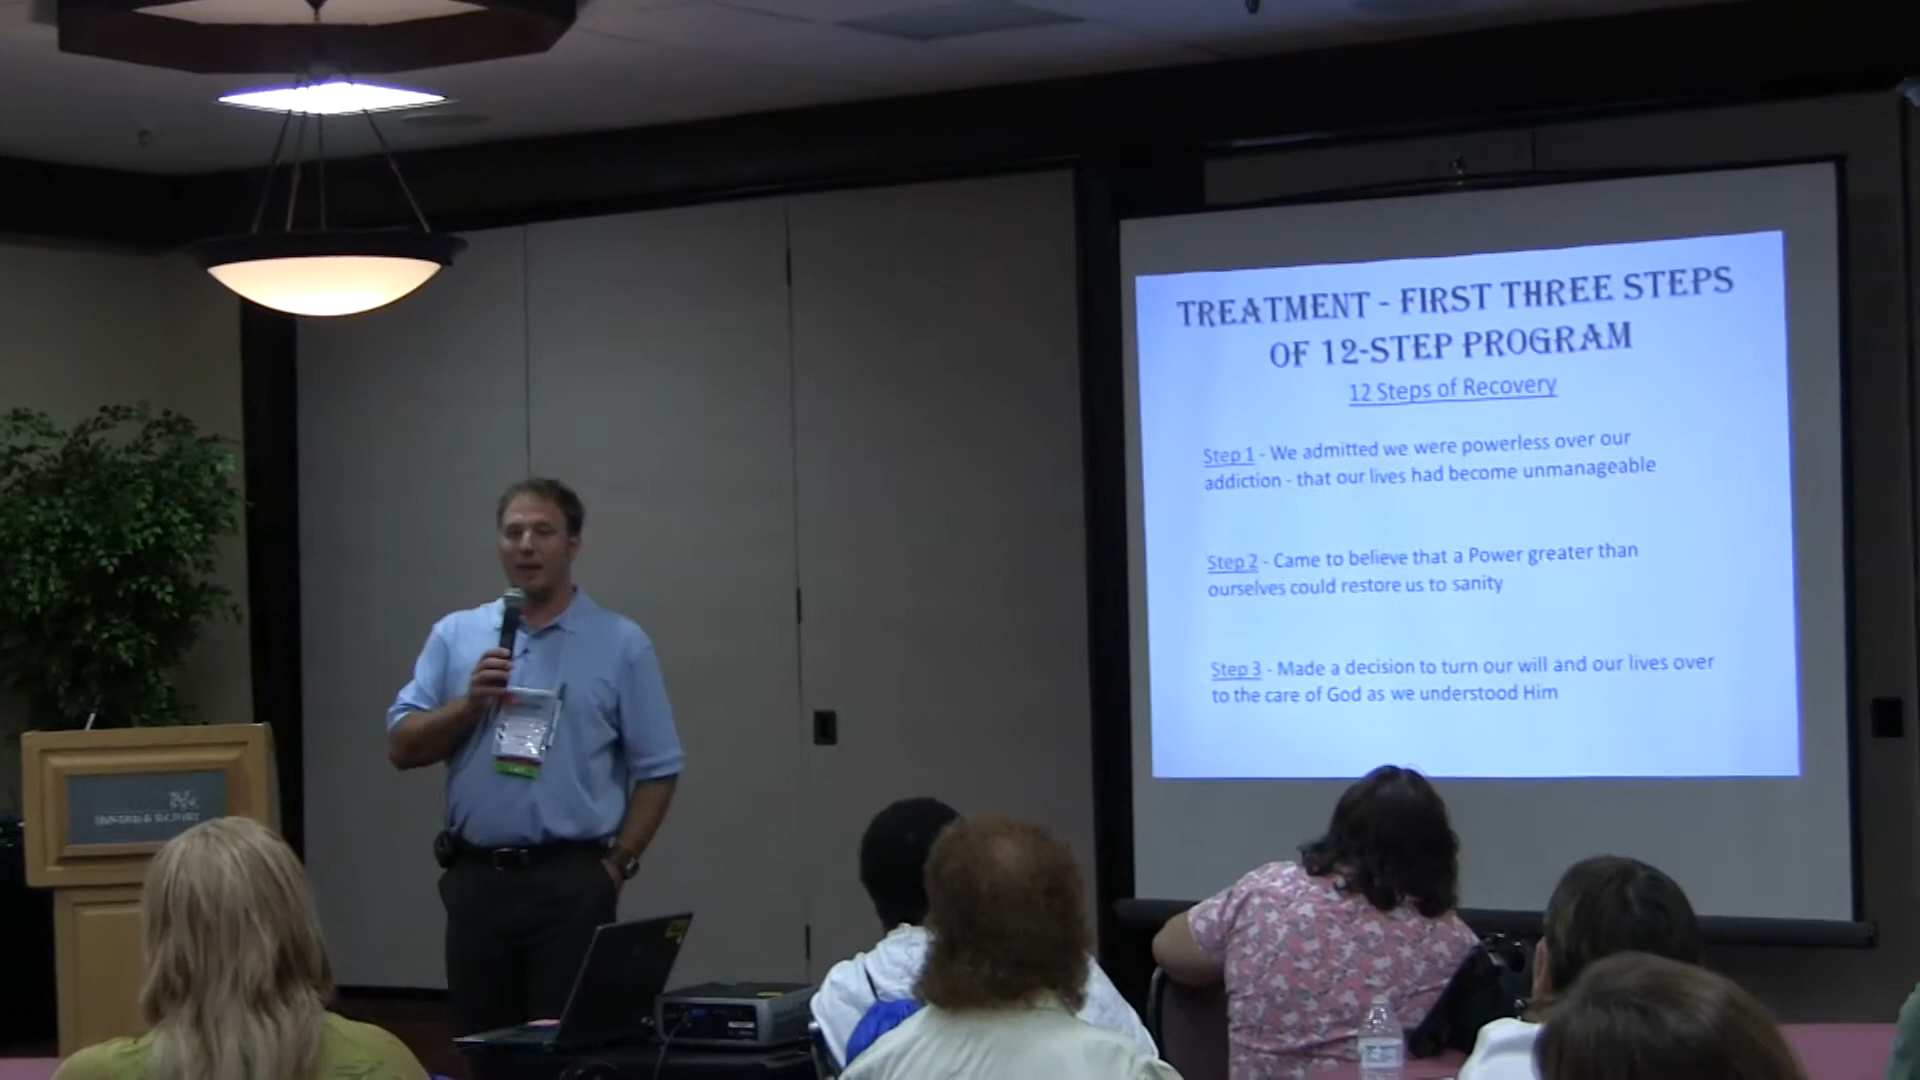 TREATMENT - FIRST THREE STEPS
OF 12-STEP PROGRAM
12 Steps of Recovery
Step 1 - We admitted we were powerless over our
addiction - that our lives had become unmanageable
Step 2 - Came to believe that a Power greater than
ourselves could restore us to sanity
Step 3 - Made a decision to turn our will and our lives over
to the care of God as we understood Him